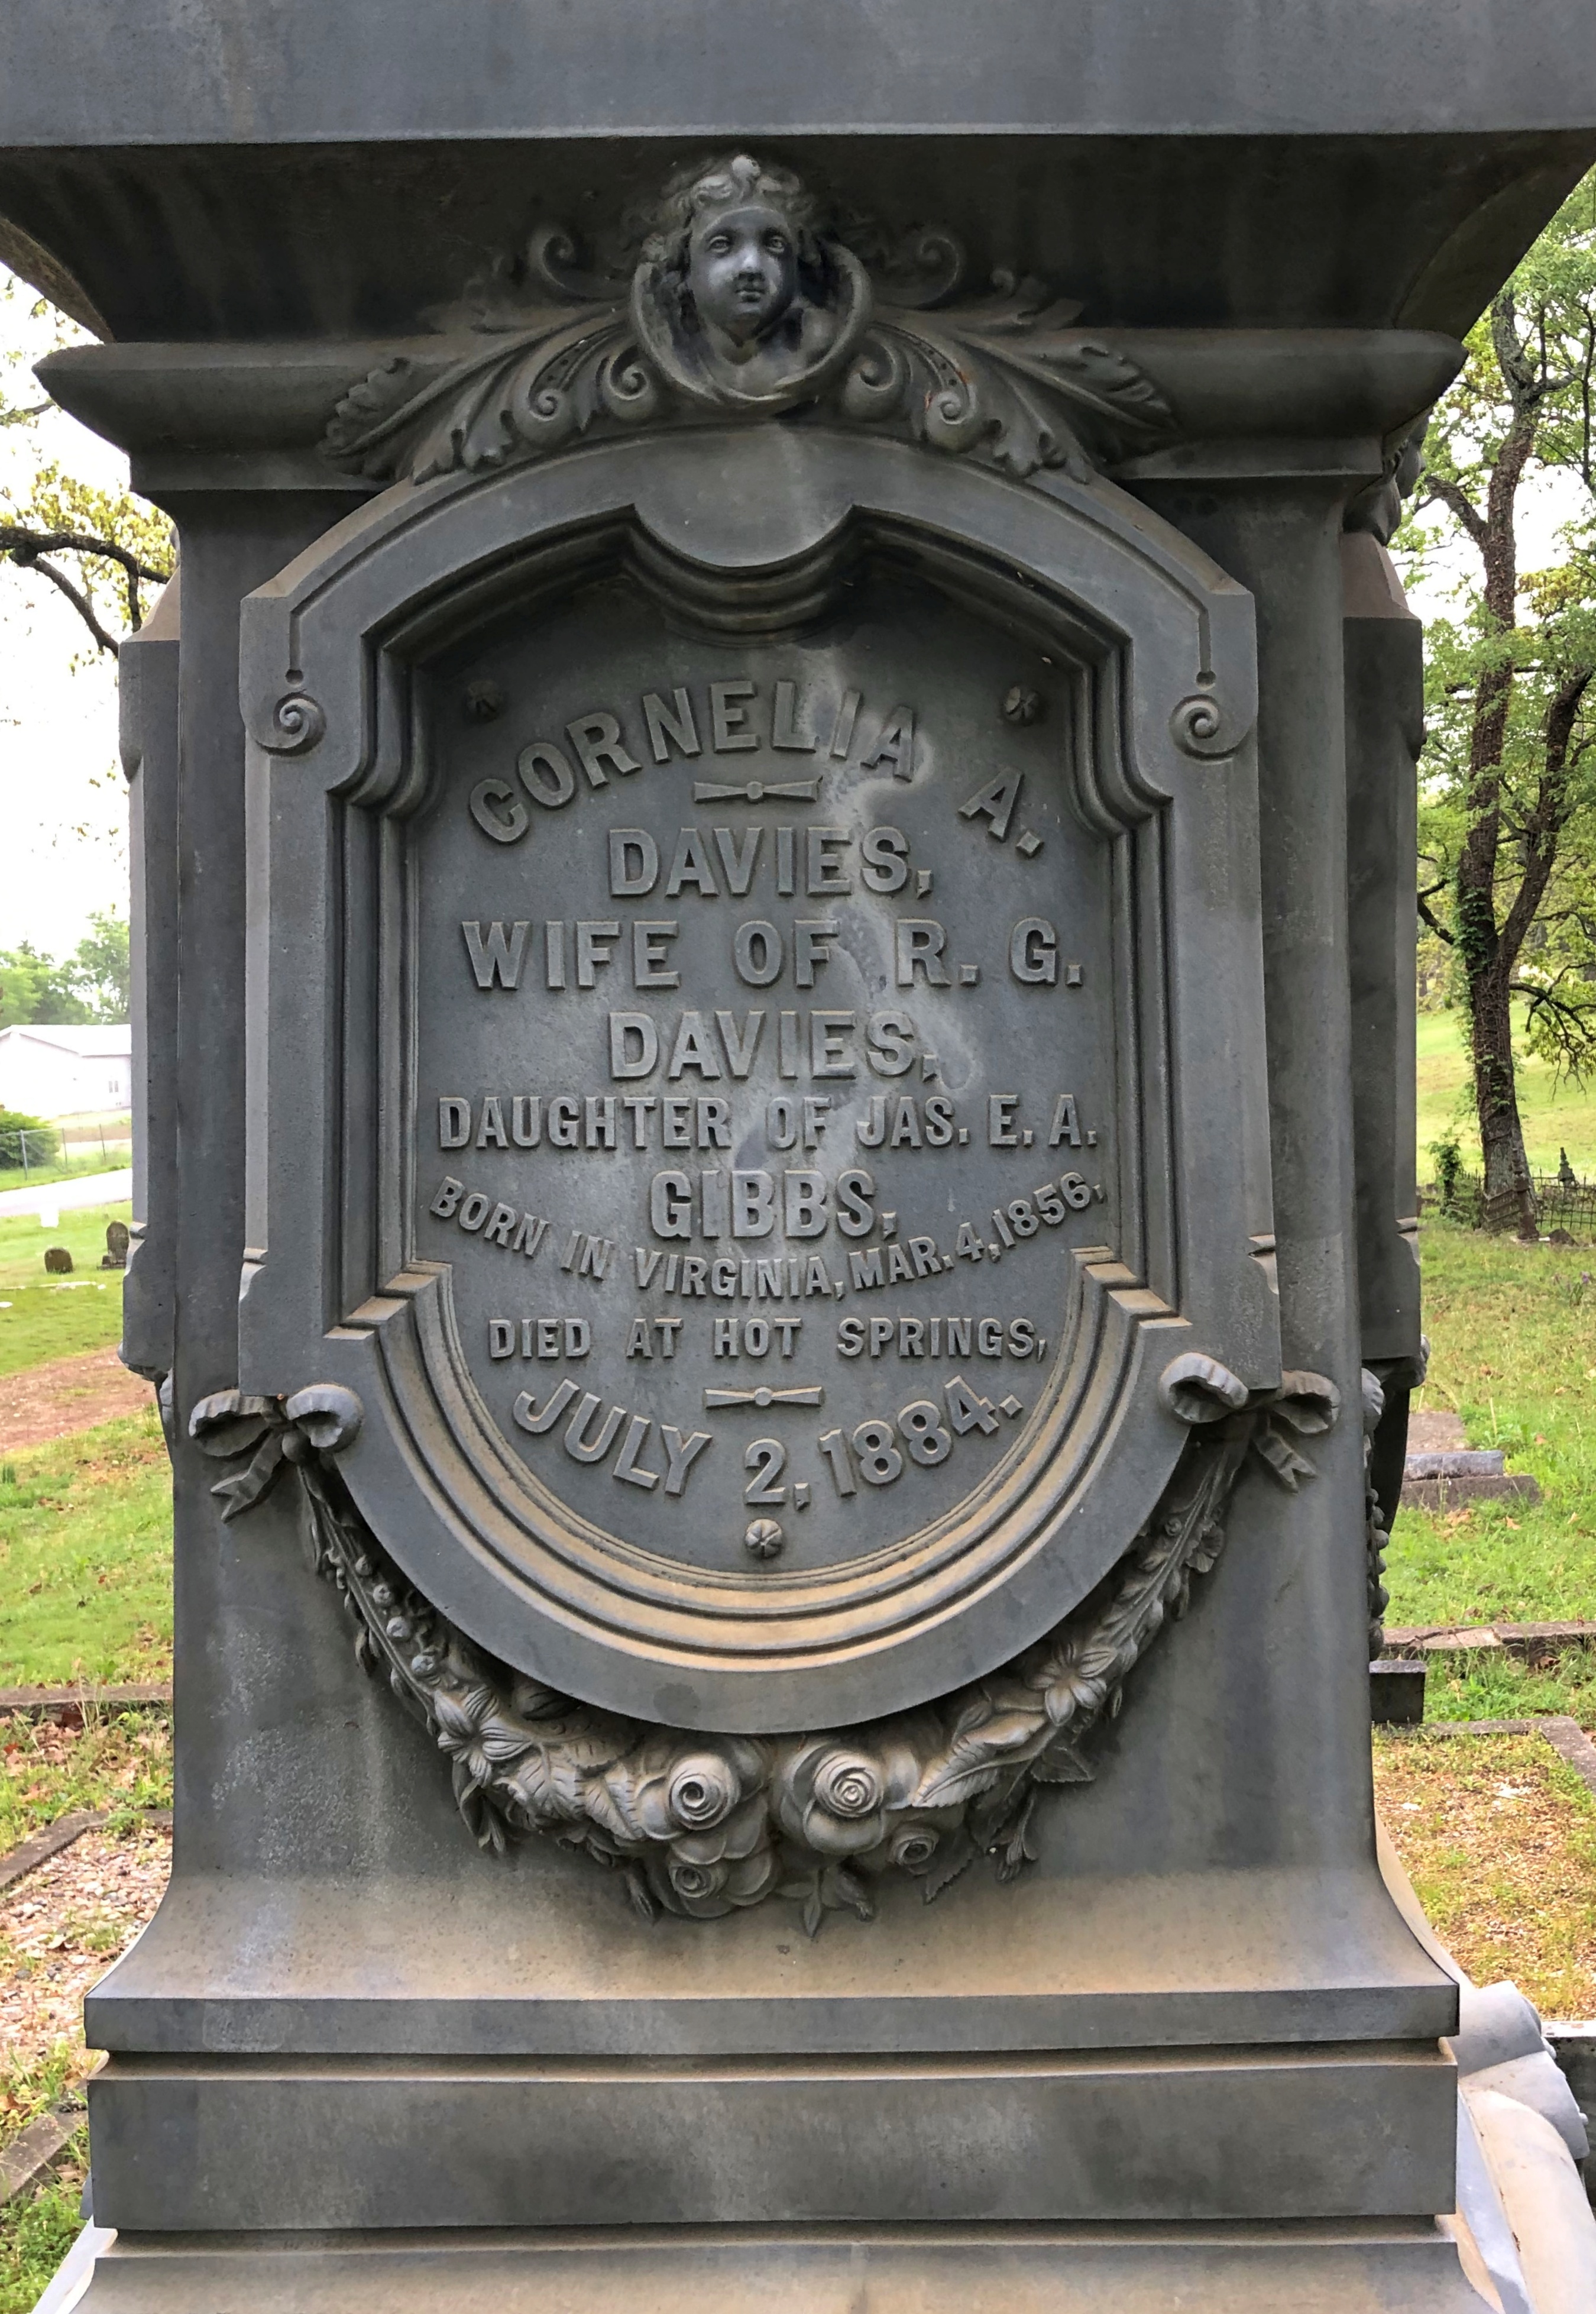 CORNELIA A.
DAVIES,
WIFE OF R. G.
DAVIES,
DAUGHTER OF JAS. E. A.
GIBBS,
BORN IN VIRGINIA, MAR. 4, 1856,
DIED AT HOT SPRINGS,
JULY 2, 1884.